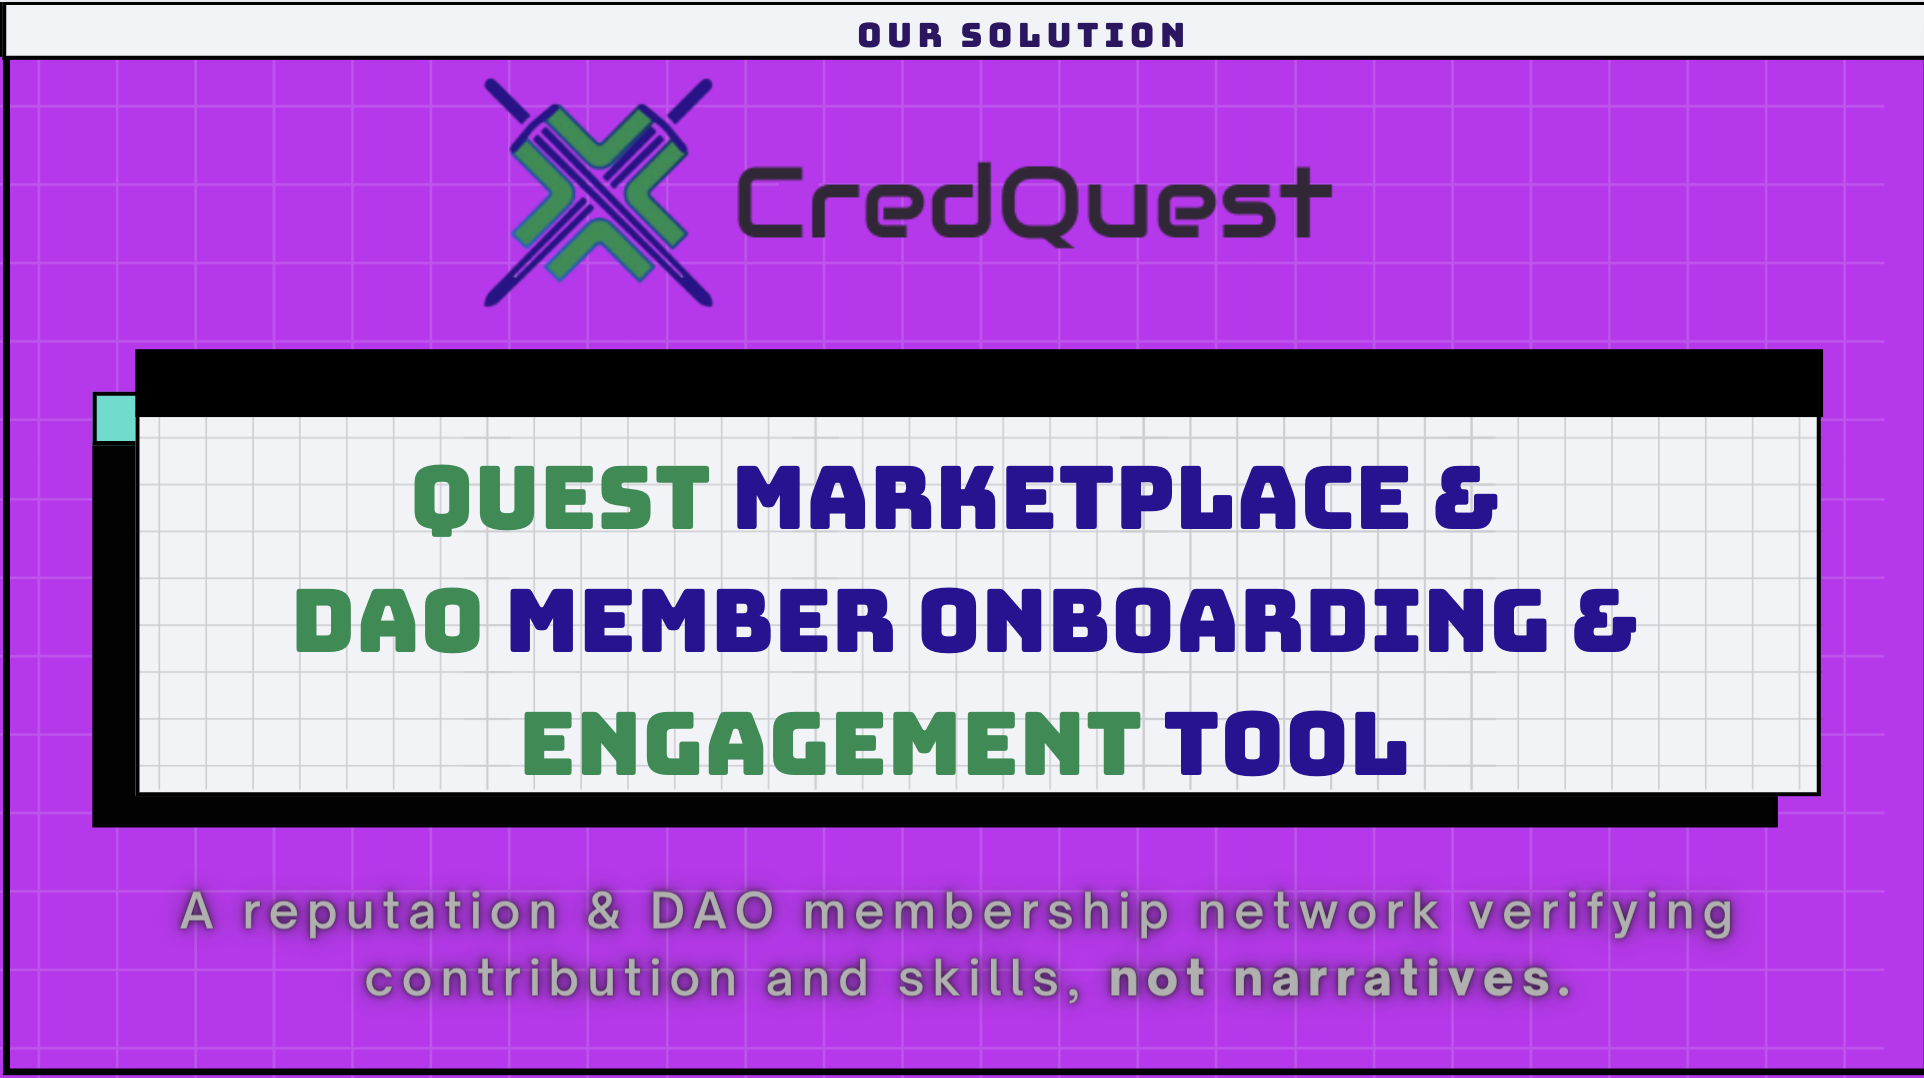 OUR SOLUTION
CredQuest
QUEST MARKETPLACE &
DAO MEMBER ONBOARDING &
ENGAGEMENT TOOL
A reputation & DAO membership network verifying
contribution and skills, not narratives.